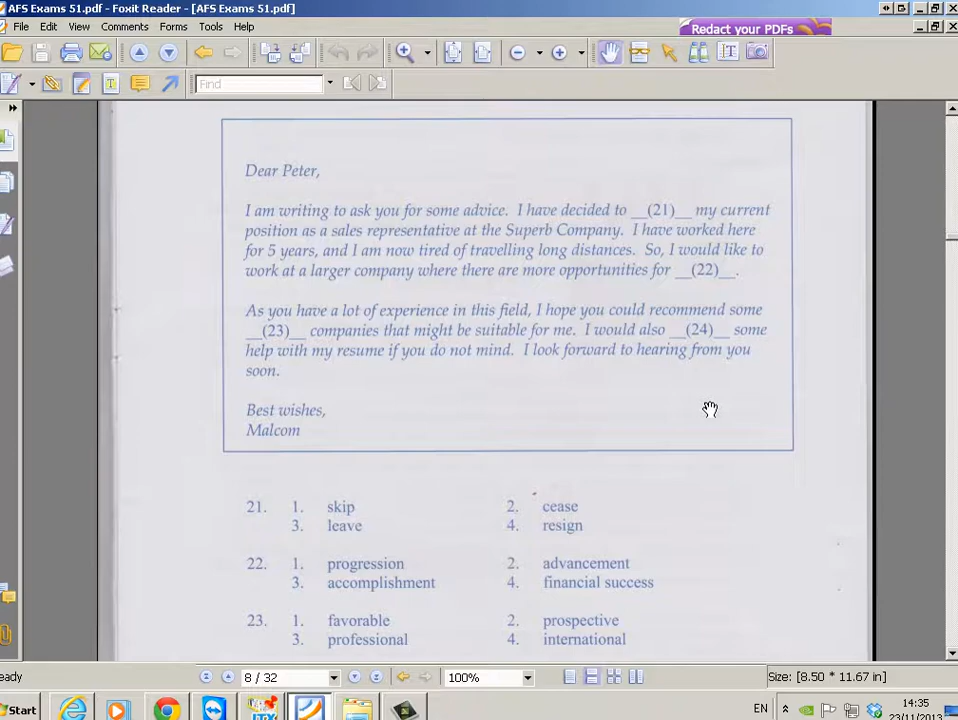 AFS Exams 51.pdf - Foxit Reader - [AFS Exams 51.pdf]
File Edit View Comments Forms Tools Help
Redact your PDFs
Find
Dear Peter,
I am writing to ask you for some advice. I have decided to __(21)__ my current
position as a sales representative at the Superb Company. I have worked here
for 5 years, and I am now tired of travelling long distances. So, I would like to
work at a larger company where there are more opportunities for __(22)__.
As you have a lot of experience in this field, I hope you could recommend some
__(23)__ companies that might be suitable for me. I would also __(24)__ some
help with my resume if you do not mind. I look forward to hearing from you
soon.
Best wishes,
Malcom
21. 1. skip 2. cease
3. leave 4. resign
22. 1. progression 2. advancement
3. accomplishment 4. financial success
23. 1. favorable 2. prospective
3. professional 4. international
eady 8 / 32 100% Size: [8.50 * 11.67 in]
Start EN 14:35
23/11/2013